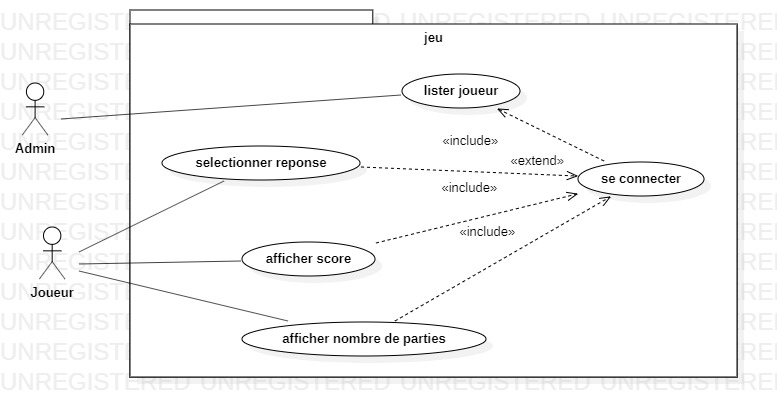 jeu
lister joueur
Admin
«include»
selectionner reponse
«extend»
se connecter
«include»
«include»
afficher score
Joueur
afficher nombre de parties
UNREGISTERED UNREGISTERED UNREGISTERED UNREGISTERED